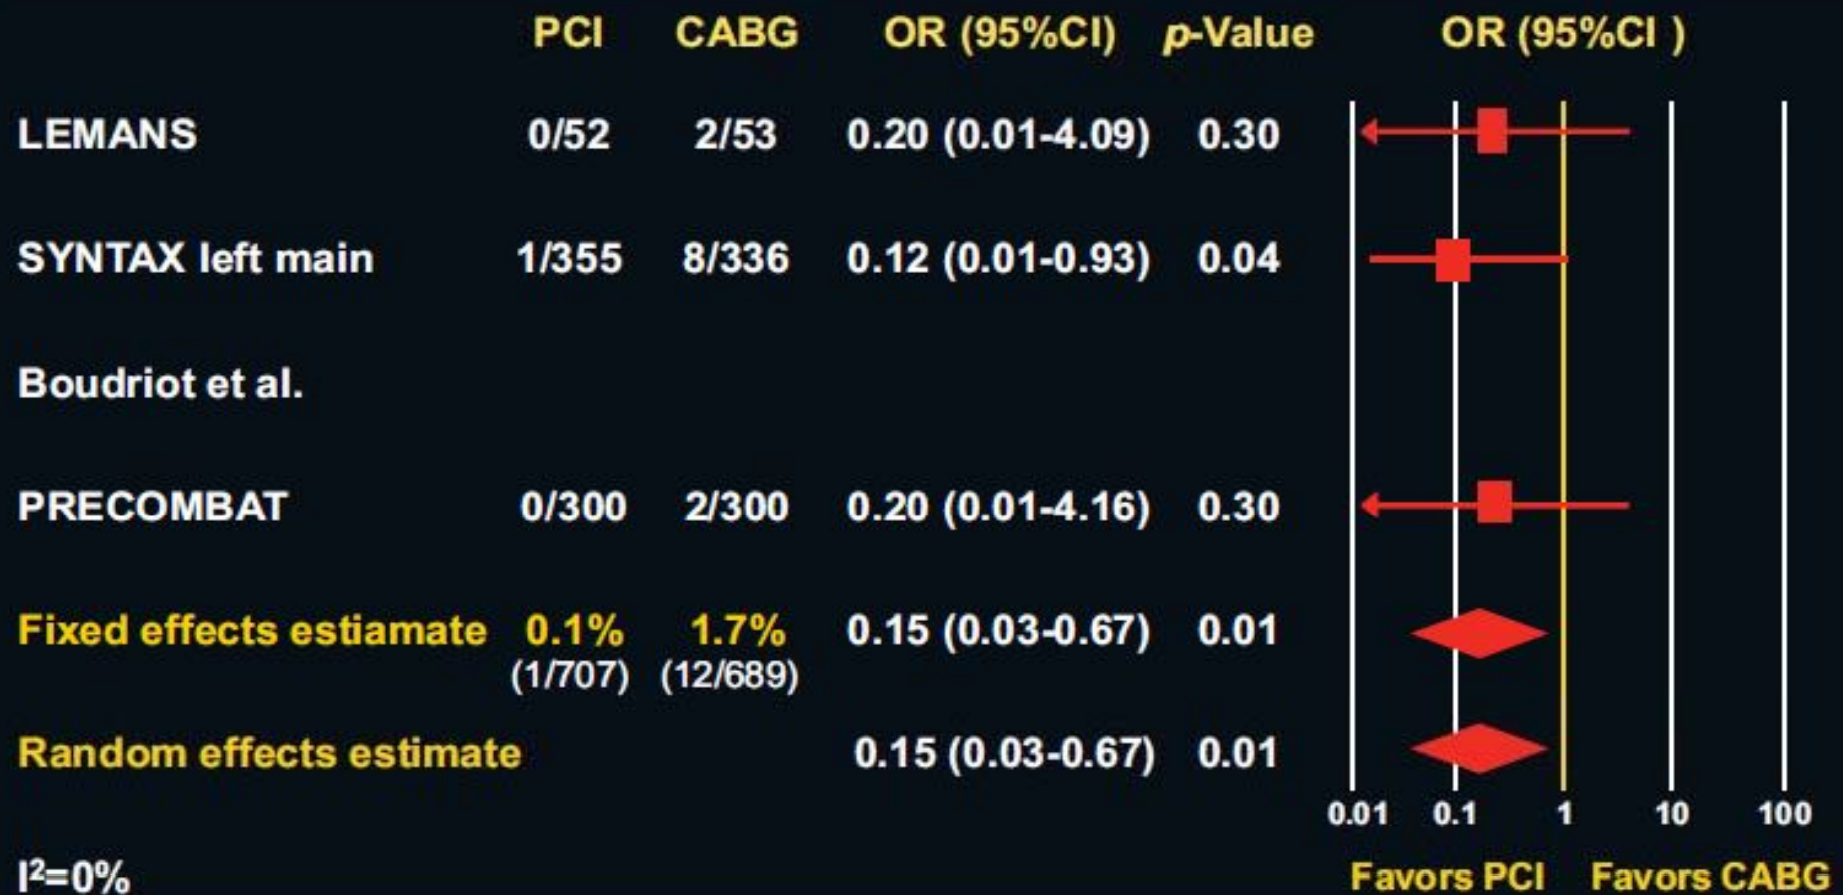 PCI CABG OR (95%CI) p-Value OR (95%CI )
LEMANS 0/52 2/53 0.20 (0.01-4.09) 0.30
SYNTAX left main 1/355 8/336 0.12 (0.01-0.93) 0.04
Boudriot et al.
PRECOMBAT 0/300 2/300 0.20 (0.01-4.16) 0.30
Fixed effects estiamate 0.1% 1.7% 0.15 (0.03-0.67) 0.01
(1/707) (12/689)
Random effects estimate 0.15 (0.03-0.67) 0.01
0.01 0.1 1 10 100
I²=0% Favors PCI Favors CABG